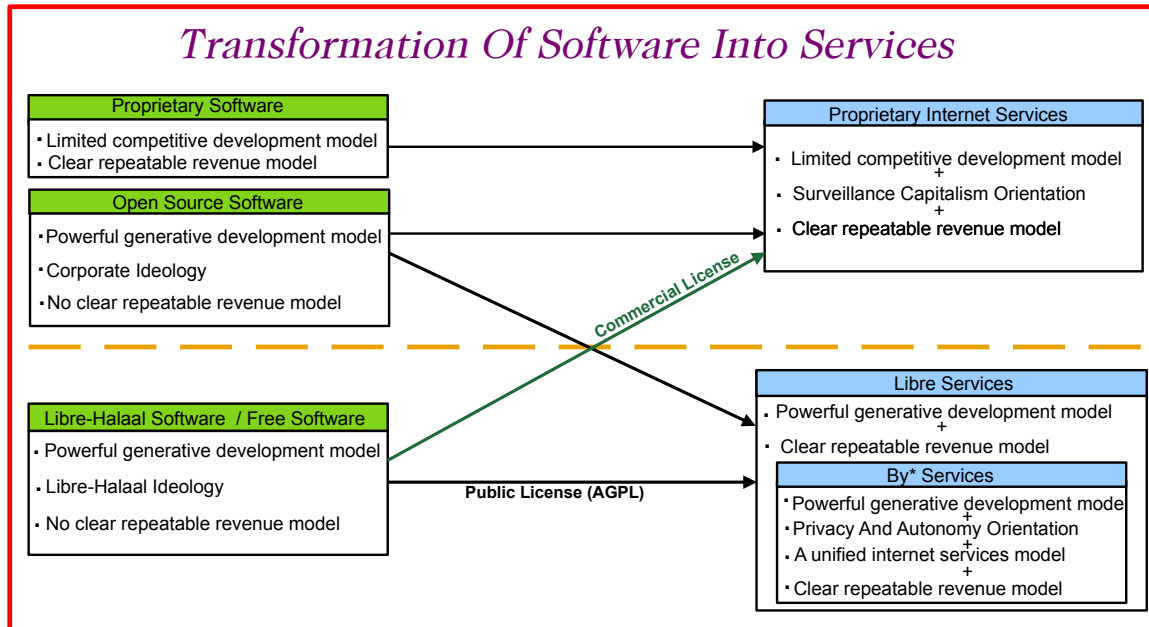 Transformation Of Software Into Services
Proprietary Software
· Limited competitive development model
· Clear repeatable revenue model
Open Source Software
· Powerful generative development model
· Corporate Ideology
· No clear repeatable revenue model
Libre-Halaal Software / Free Software
· Powerful generative development model
· Libre-Halaal Ideology
· No clear repeatable revenue model
Commercial License
Public License (AGPL)
Proprietary Internet Services
· Limited competitive development model
+
· Surveillance Capitalism Orientation
+
· Clear repeatable revenue model
Libre Services
· Powerful generative development model
+
· Clear repeatable revenue model
By* Services
· Powerful generative development mode
+
· Privacy And Autonomy Orientation
+
· A unified internet services model
+
· Clear repeatable revenue model